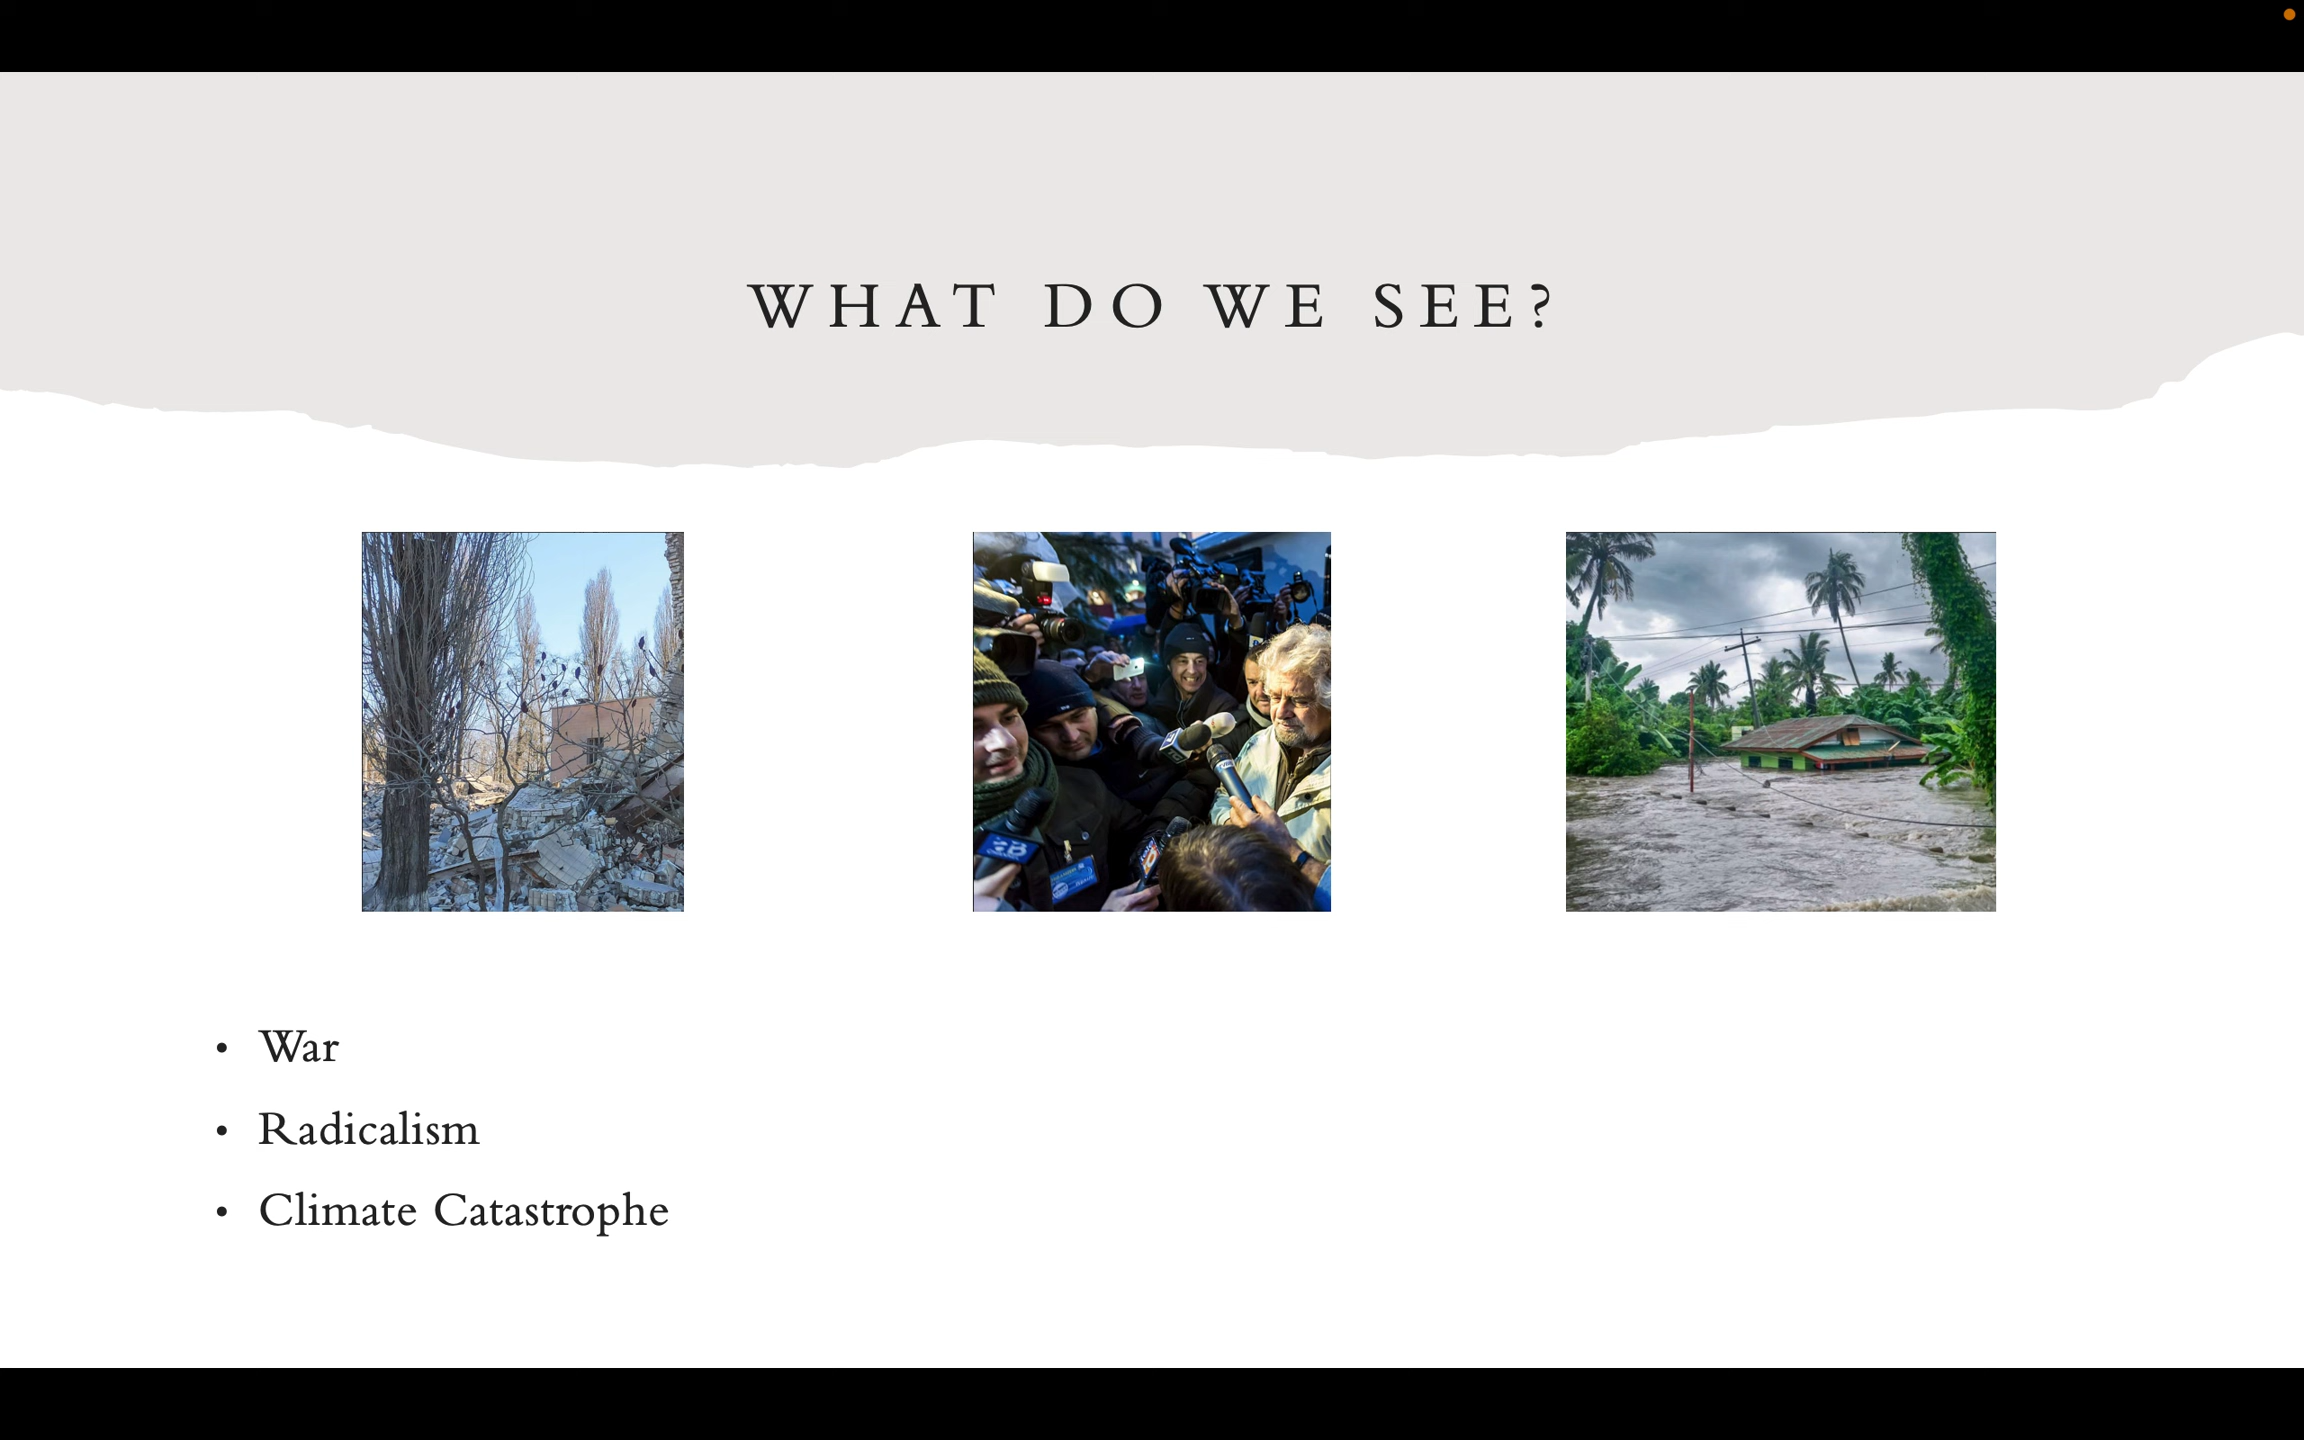 WHAT DO WE SEE?
• War
• Radicalism
• Climate Catastrophe